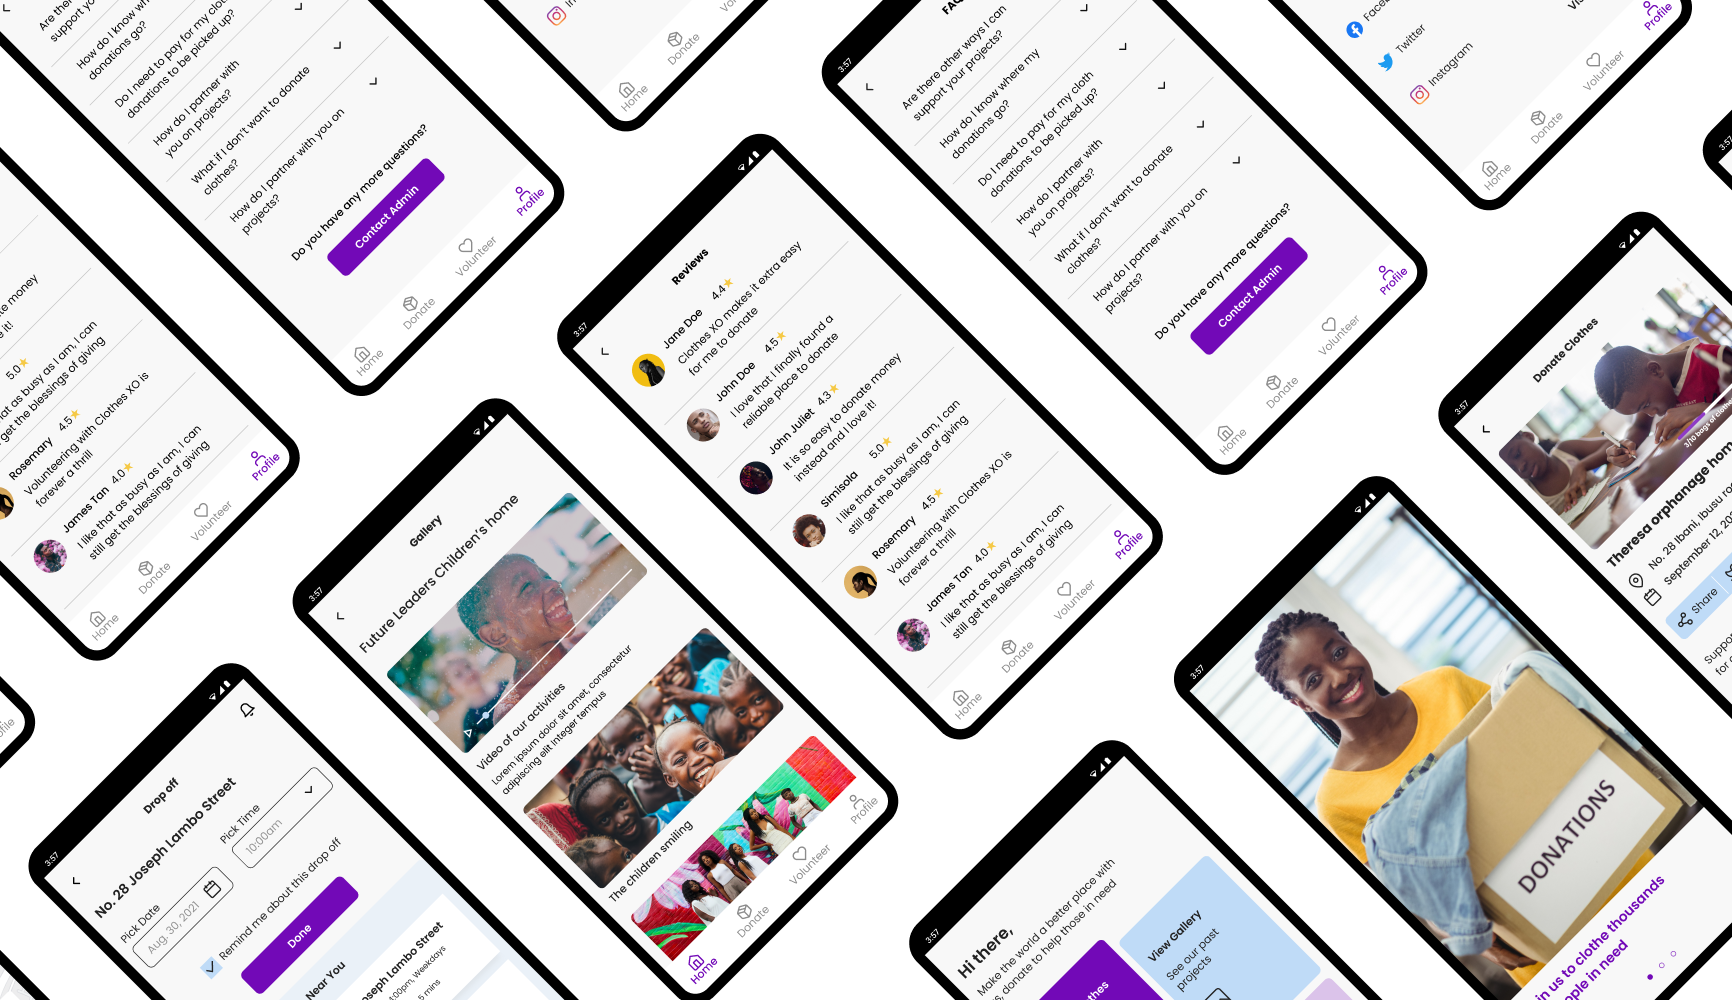 Are there
support yo
How do I know wh
donations go?
Do I need to pay for my clot
donations to be picked up?
How do I partner with
you on projects?
What if I don't want to donate
clothes?
How do I partner with you on
projects?
Do you have any more questions?
Contact Admin
Home
Donate
Volunteer
Profile
Home
Donate
3:57
FAQ
Are there other ways I can
support your projects?
How do I know where my
donations go?
Do I need to pay for my cloth
donations to be picked up?
How do I partner with
you on projects?
What if I don't want to donate
clothes?
How do I partner with you on
projects?
Do you have any more questions?
Contact Admin
Home
Donate
Volunteer
Profile
Twitter
Instagram
Home
Donate
Volunteer
Profile
3:57
te money
e it!
5.0
at as busy as I am, I can
get the blessings of giving
Rosemary 4.5
Volunteering with Clothes XO is
forever a thrill
James Tan 4.0
I like that as busy as I am, I can
still get the blessings of giving
Home
Donate
Volunteer
Profile
3:57
Reviews
Jane Doe 4.4
Clothes XO makes it extra easy
for me to donate
John Doe 4.5
I love that I finally found a
reliable place to donate
John Juliet 4.3
It is so easy to donate money
instead and I love it!
Simisola 5.0
I like that as busy as I am, I can
still get the blessings of giving
Rosemary 4.5
Volunteering with Clothes XO is
forever a thrill
James Tan 4.0
I like that as busy as I am, I can
still get the blessings of giving
Home
Donate
Volunteer
Profile
3:57
Donate Clothes
3/10 bags of cloth
Theresa orphanage hom
No. 28 Ibani, Ibusu
September 12, 20
Share
Suppo
for
3:57
Gallery
Future Leaders Children's home
Video of our activities
Lorem ipsum dolor sit amet, consectetur
adipiscing elit integer tempus
The children smiling
Home
Donate
Volunteer
Profile
3:57
DONATIONS
in us to clothe thousands
ple in need
3:57
Drop off
No. 28 Joseph Lambo Street
Pick Date
Aug. 30, 2021
Pick Time
10:00am
Remind me about this drop off
Done
Near You
oseph Lambo Street
00pm, Weekdays
5 mins
3:57
Hi there,
Make the world a better place with
s, donate to help those in need
thes
View Gallery
See our past
projects